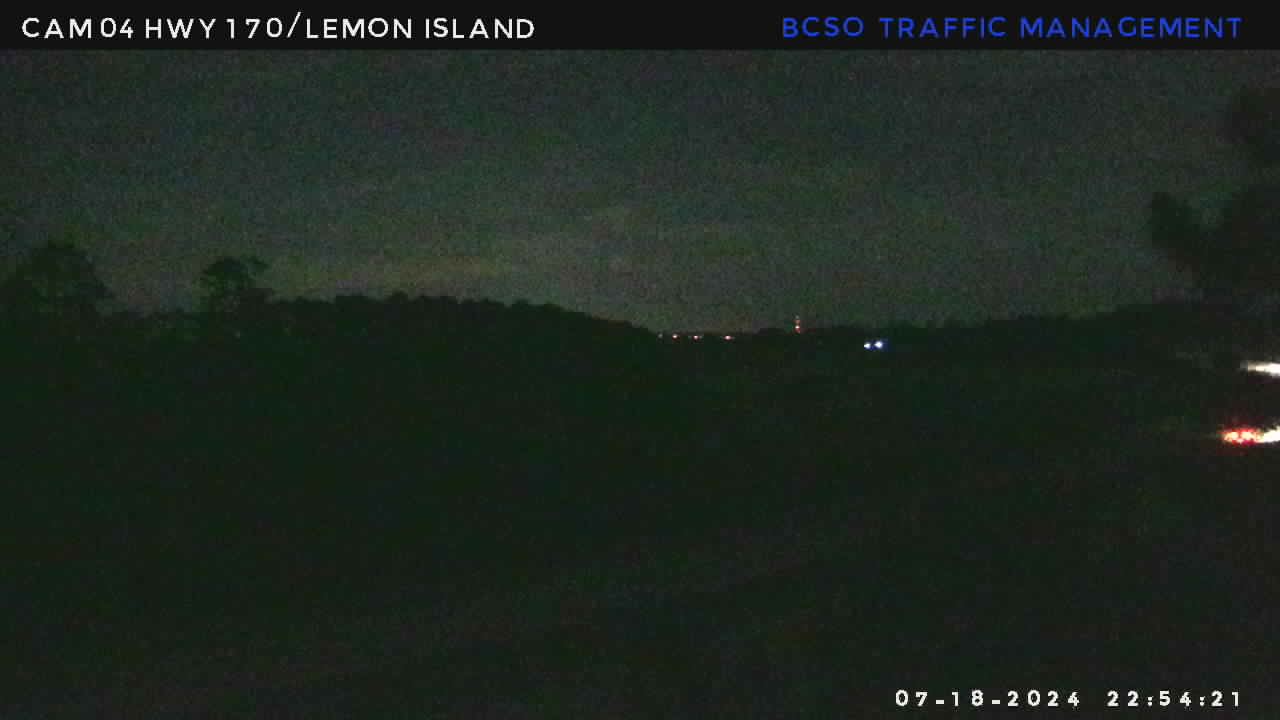 CAM04 HWY 170/LEMON ISLAND
BCSO TRAFFIC MANAGEMENT
07-18-2024 22:54:21